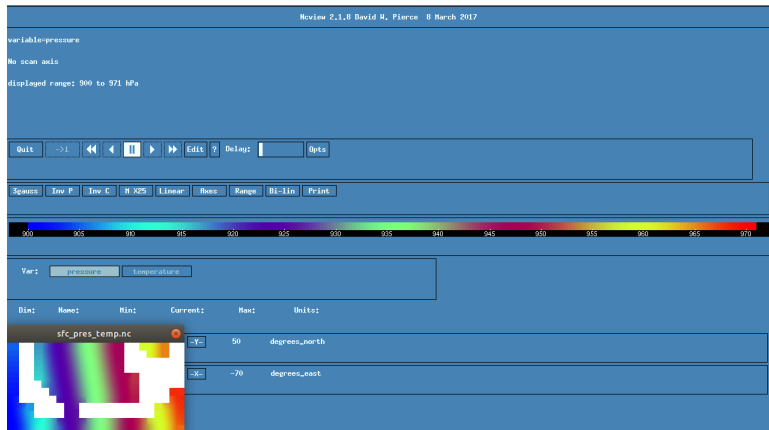 Ncview 2.1.8 David W. Pierce  8 March 2017
variable=pressure
No scan axis
displayed range: 900 to 971 hPa
Quit ->1 Edit ? Delay: Opts
3gauss Inv P Inv C M X25 Linear Axes Range Bi-lin Print
900 905 910 915 920 925 930 935 940 945 950 955 960 965 970
Var: pressure temperature
Dim: Name: Min: Current: Max: Units:
sfc_pres_temp.nc
-Y- 50 degrees_north
-X- -70 degrees_east